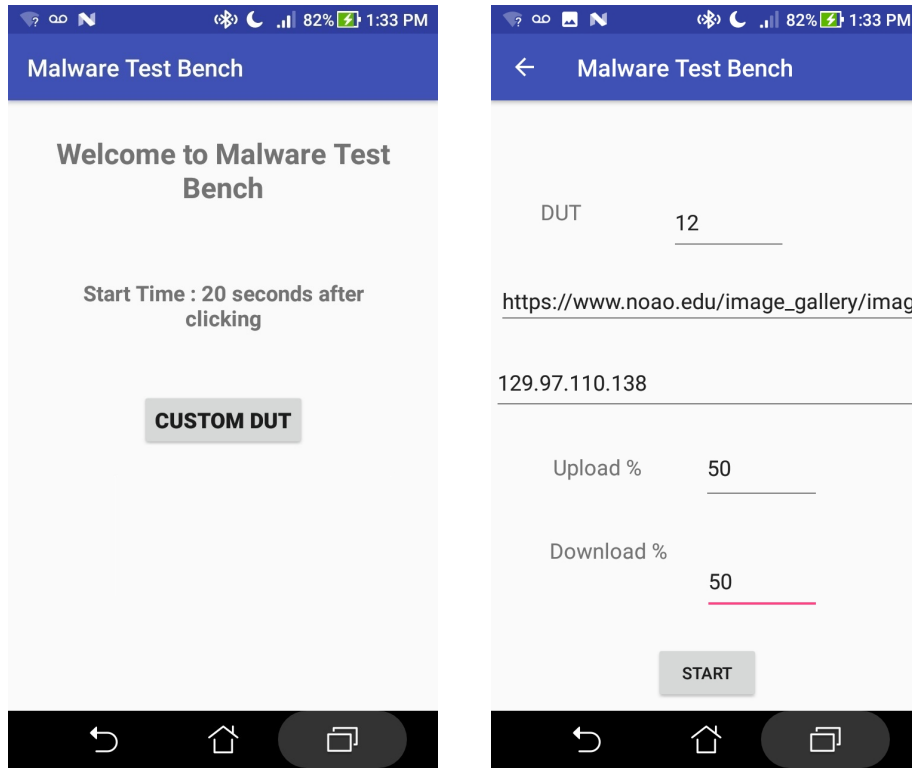 82% 1:33 PM
Malware Test Bench
Welcome to Malware Test
Bench
Start Time : 20 seconds after
clicking
CUSTOM DUT
82% 1:33 PM
Malware Test Bench
DUT
12
https://www.noao.edu/image_gallery/imag
129.97.110.138
Upload % 50
Download %
50
START